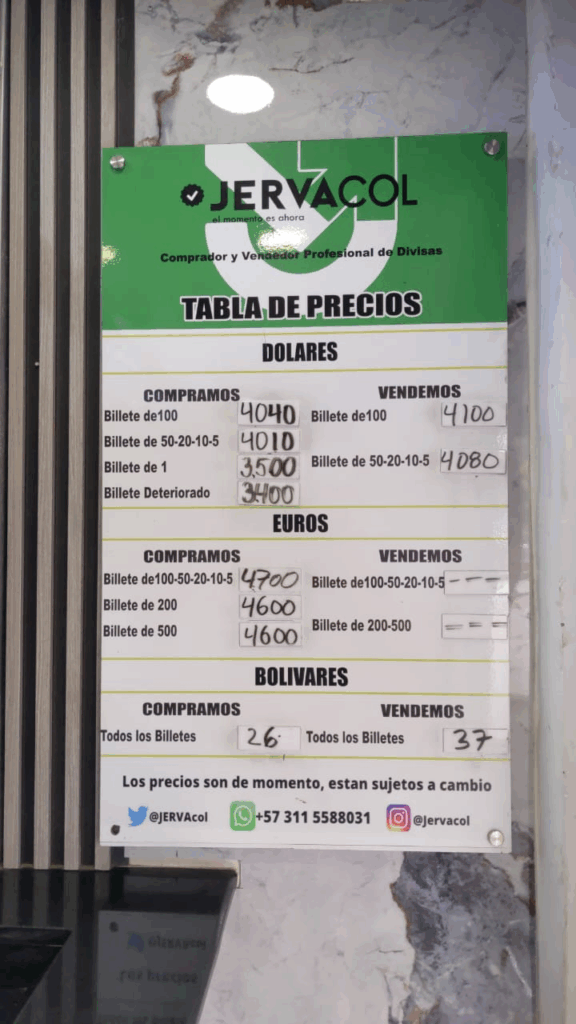 JERVACOL
el momento es ahora
Comprador y Vendedor Profesional de Divisas
TABLA DE PRECIOS
DOLARES
COMPRAMOS VENDEMOS
Billete de100 4040 Billete de100 4100
Billete de 50-20-10-5 4010
Billete de 50-20-10-5 4080
Billete de 1 3,500
Billete Deteriorado 3400
EUROS
COMPRAMOS VENDEMOS
Billete de100-50-20-10-5 4700 Billete de100-50-20-10-5 ---
Billete de 200 4600
Billete de 200-500 ===
Billete de 500 4600
BOLIVARES
COMPRAMOS VENDEMOS
Todos los Billetes 26 Todos los Billetes 37
Los precios son de momento, estan sujetos a cambio
@JERVAcol +57 311 5588031 @Jervacol